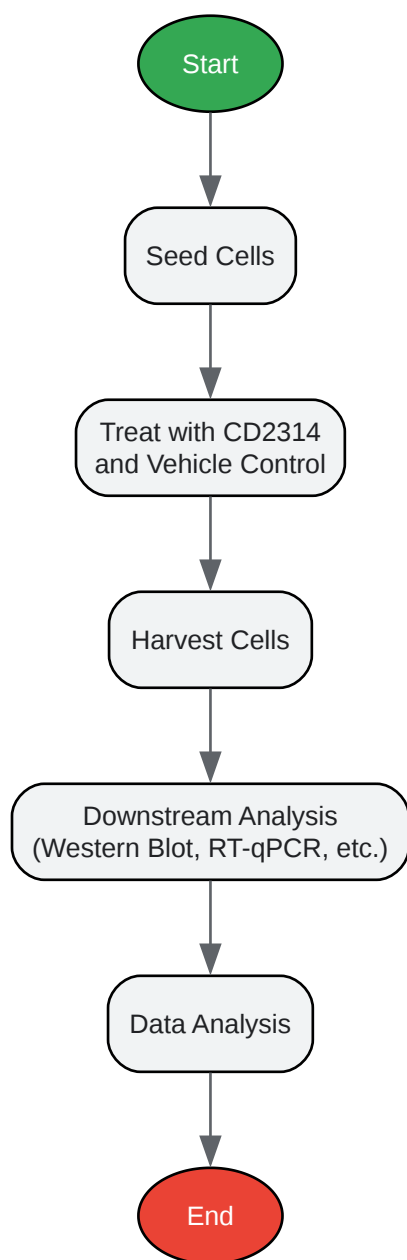 Start
Seed Cells
Treat with CD2314
and Vehicle Control
Harvest Cells
Downstream Analysis
(Western Blot, RT-qPCR, etc.)
Data Analysis
End